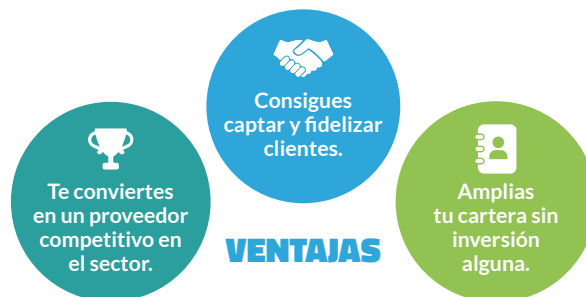 Consigues
captar y fidelizar
clientes.
Te conviertes
en un proveedor
competitivo en
el sector.
Amplias
tu cartera sin
inversión
alguna.
VENTAJAS